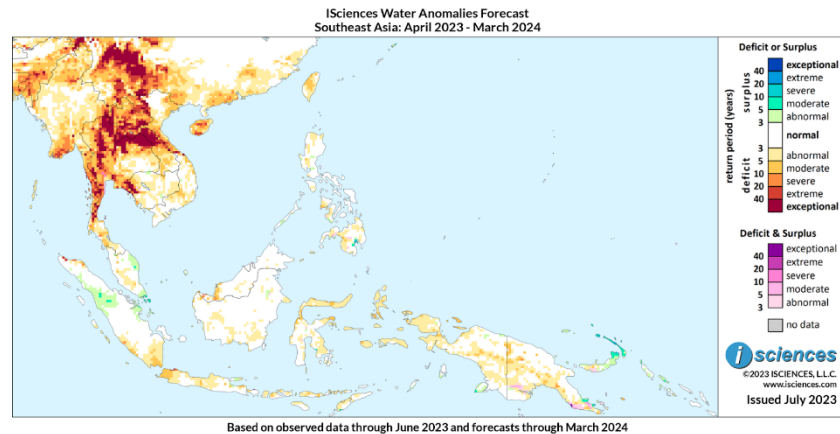 ISciences Water Anomalies Forecast
Southeast Asia: April 2023 - March 2024
Deficit or Surplus
exceptional
40
extreme
20
severe
10
moderate
5
abnormal
3
normal
3
abnormal
5
moderate
10
severe
20
extreme
40
exceptional
return period (years)
surplus
deficit
Deficit & Surplus
exceptional
40
extreme
20
severe
10
moderate
5
abnormal
3
no data
isciences
©2023 ISCIENCES, L.L.C.
www.isciences.com
Issued July 2023
Based on observed data through June 2023 and forecasts through March 2024